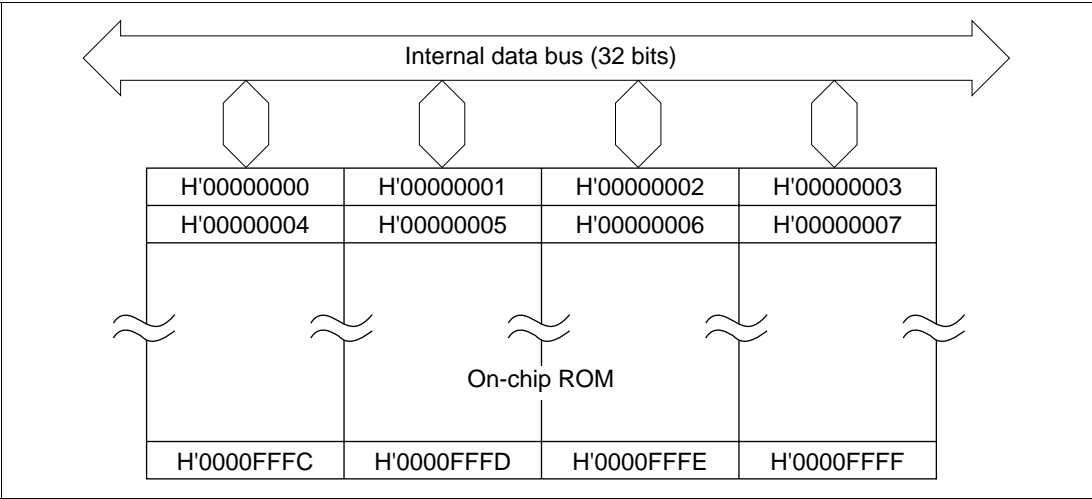 Internal data bus (32 bits)
H'00000000 H'00000001 H'00000002 H'00000003
H'00000004 H'00000005 H'00000006 H'00000007
On-chip ROM
H'0000FFFC H'0000FFFD H'0000FFFE H'0000FFFF